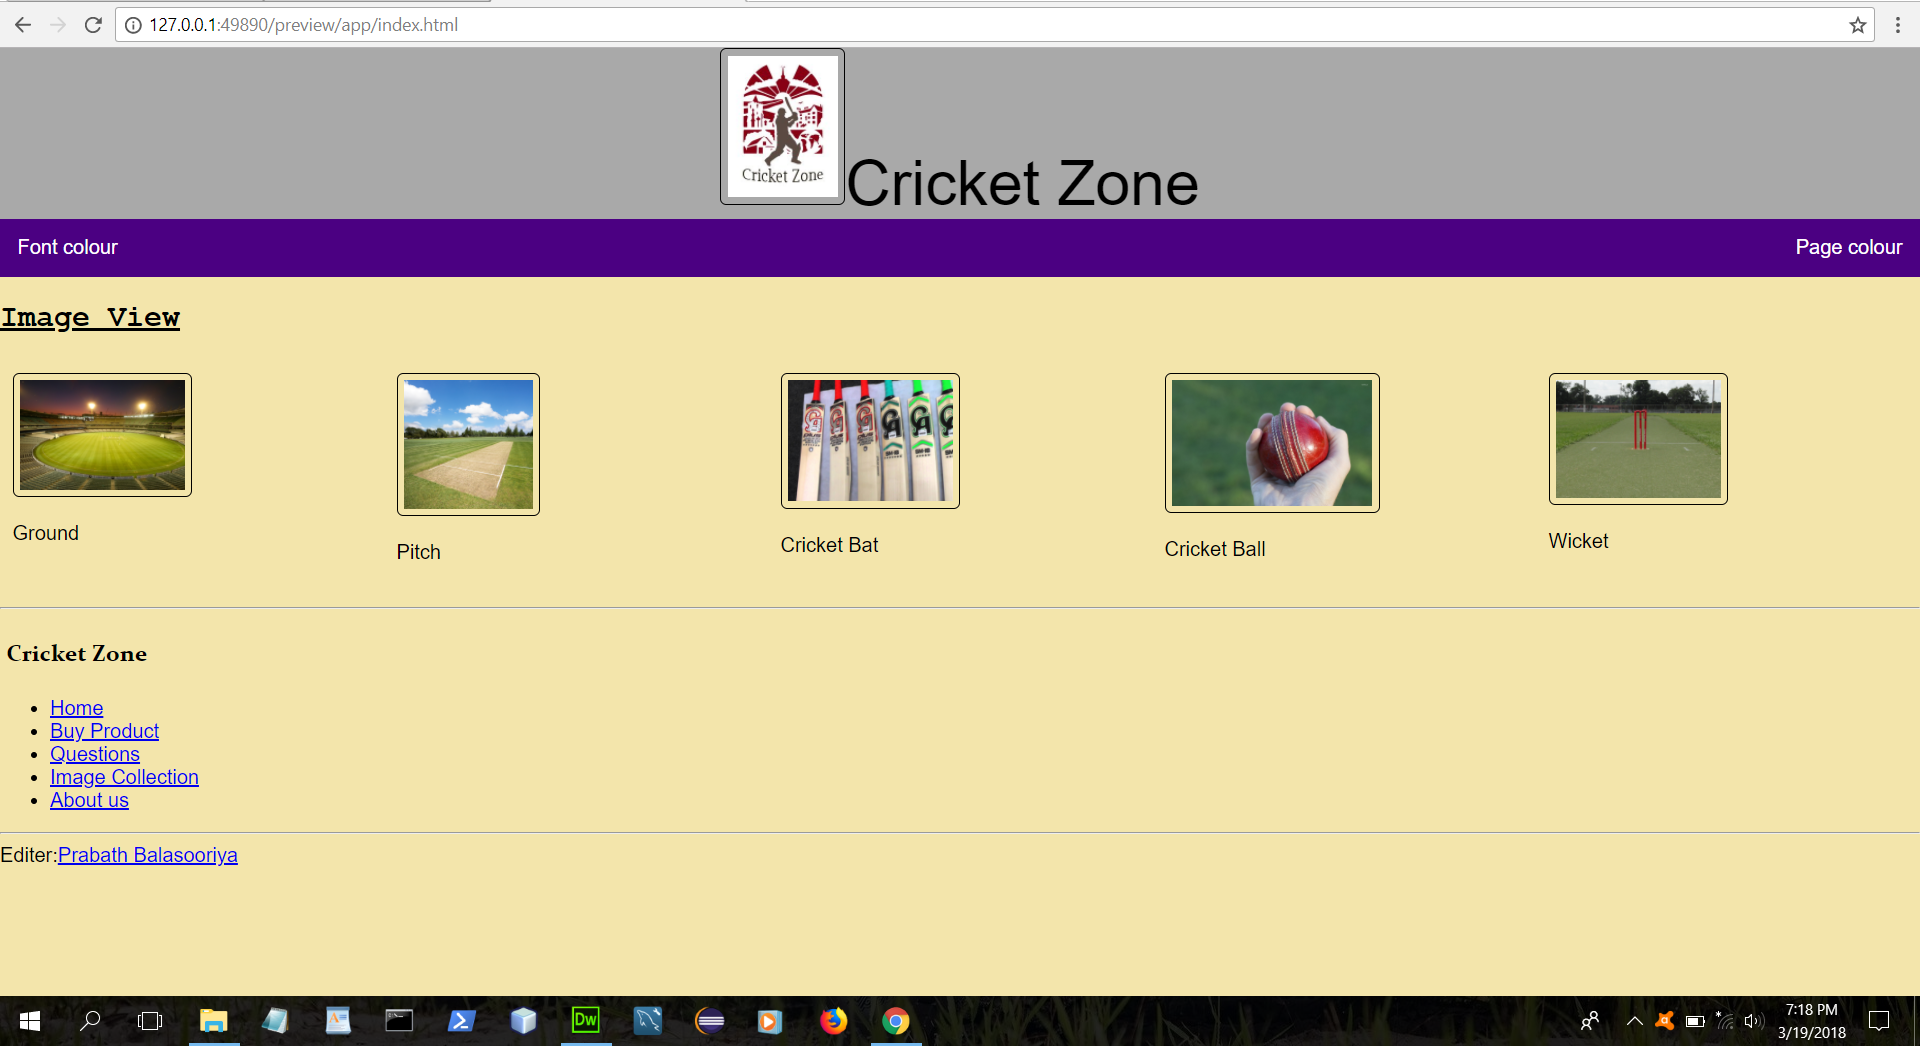 127.0.0.1:49890/preview/app/index.html
Cricket Zone
Cricket Zone
Font colour
Page colour
Image View
Ground
Pitch
Cricket Bat
Cricket Ball
Wicket
Cricket Zone
Home
Buy Product
Questions
Image Collection
About us
Editer:Prabath Balasooriya
Dw
7:18 PM
3/19/2018